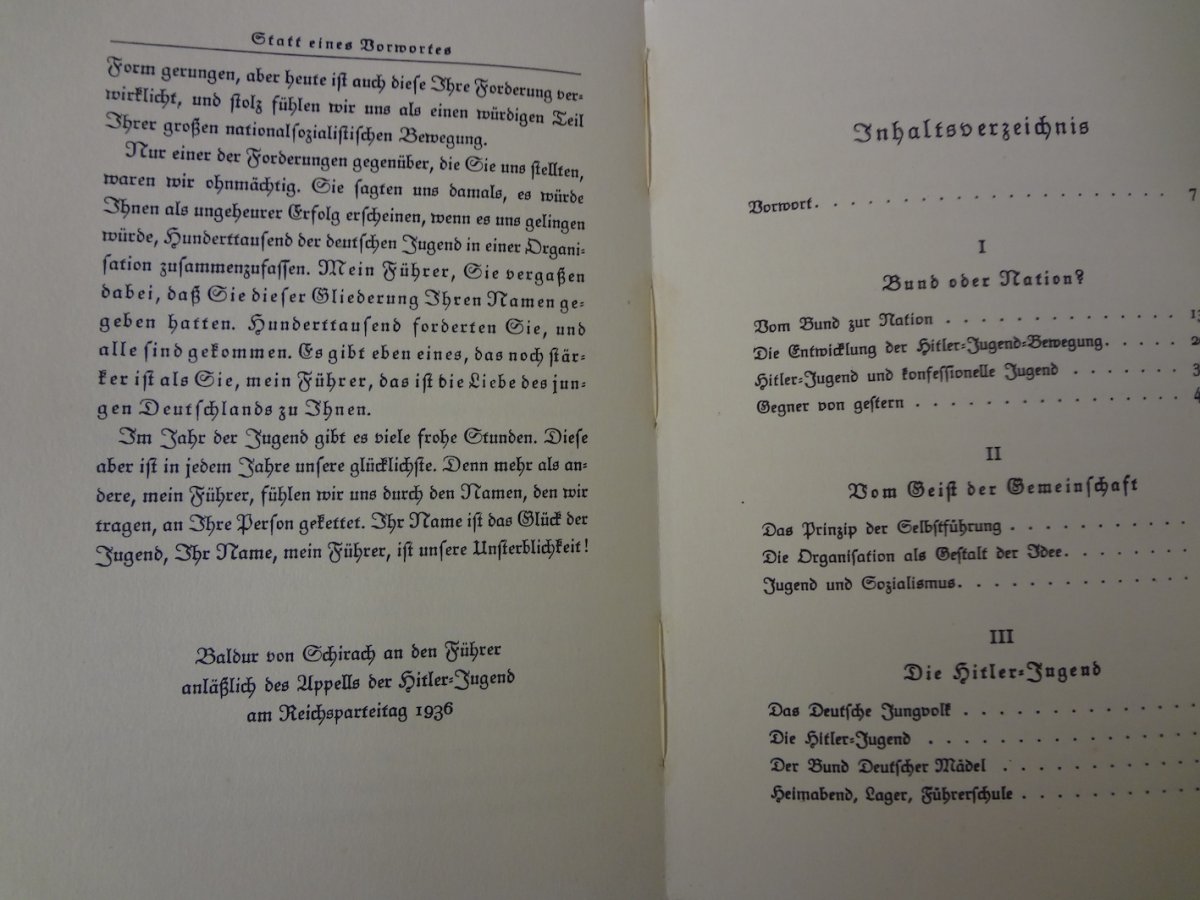 Statt eines Vorwortes
Form gerungen, aber heute ist auch diese Ihre Forderung ver-
wirklicht, und stolz fühlen wir uns als einen würdigen Teil
Ihrer großen nationalsozialistischen Bewegung.
Nur einer der Forderungen gegenüber, die Sie uns stellten,
waren wir ohnmächtig. Sie sagten uns damals, es würde
Ihnen als ungeheurer Erfolg erscheinen, wenn es uns gelingen
würde, Hunderttausend der deutschen Jugend in einer Organi-
sation zusammenzufassen. Mein Führer, Sie vergaßen
dabei, daß Sie dieser Gliederung Ihren Namen ge-
geben hatten. Hunderttausend forderten Sie, und
alle sind gekommen. Es gibt eben eines, das noch stär-
ker ist als Sie, mein Führer, das ist die Liebe des jun-
gen Deutschlands zu Ihnen.
Im Jahr der Jugend gibt es viele frohe Stunden. Diese
aber ist in jedem Jahre unsere glücklichste. Denn mehr als an-
dere, mein Führer, fühlen wir uns durch den Namen, den wir
tragen, an Ihre Person gekettet. Ihr Name ist das Glück der
Jugend, Ihr Name, mein Führer, ist unsere Unsterblichkeit!
Baldur von Schirach an den Führer
anläßlich des Appells der Hitler-Jugend
am Reichsparteitag 1936
Inhaltsverzeichnis
Vorwort. . . . . . . . . . . . . . . . . . 7
I
Bund oder Nation?
Vom Bund zur Nation . . . . . . . . . . . . . 13
Die Entwicklung der Hitler-Jugend-Bewegung. . . . . 2
Hitler-Jugend und konfessionelle Jugend . . . . . . 3
Gegner von gestern . . . . . . . . . . . . . . 4
II
Vom Geist der Gemeinschaft
Das Prinzip der Selbstführung . . . . . . . . . .
Die Organisation als Gestalt der Idee. . . . . . .
Jugend und Sozialismus. . . . . . . . . . . .
III
Die Hitler-Jugend
Das Deutsche Jungvolk . . . . . . . . . . . .
Die Hitler-Jugend . . . . . . . . . . . . . .
Der Bund Deutscher Mädel . . . . . . . . . .
Heimabend, Lager, Führerschule . . . . . . . . .